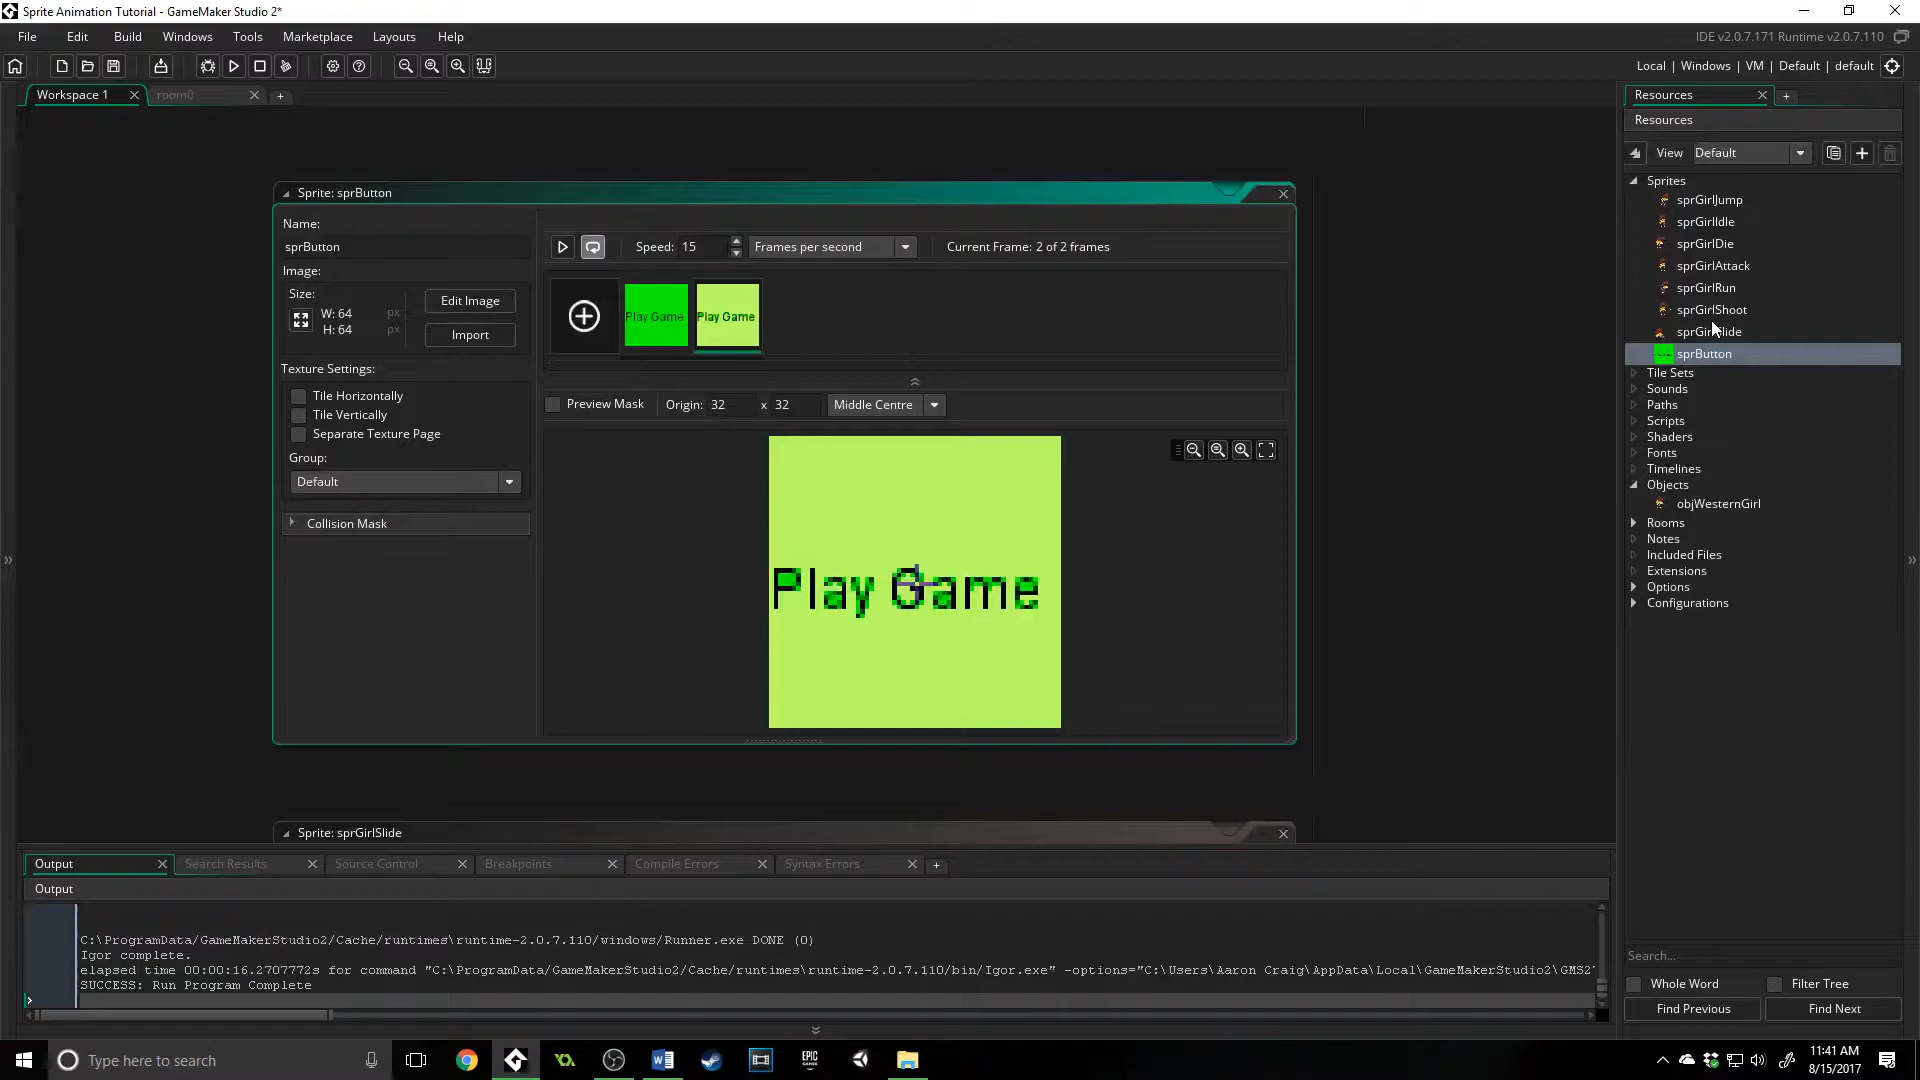 Sprite Animation Tutorial - GameMaker Studio 2*
File Edit Build Windows Tools Marketplace Layouts Help
IDE v2.0.7.171 Runtime v2.0.7.110
Local | Windows | VM | Default | default
Workspace 1 room0
Resources
Resources
View Default
Sprites
sprGirlJump
sprGirlIdle
sprGirlDie
sprGirlAttack
sprGirlRun
sprGirlShoot
sprGirlSlide
sprButton
Tile Sets
Sounds
Paths
Scripts
Shaders
Fonts
Timelines
Objects
objWesternGirl
Rooms
Notes
Included Files
Extensions
Options
Configurations
Search...
Whole Word Filter Tree
Find Previous Find Next
Sprite: sprButton
Name:
sprButton
Image:
Size:
W: 64 px
H: 64 px
Edit Image
Import
Texture Settings:
Tile Horizontally
Tile Vertically
Separate Texture Page
Group:
Default
Collision Mask
Speed: 15 Frames per second Current Frame: 2 of 2 frames
Play Game Play Game
Preview Mask Origin: 32 x 32 Middle Centre
Play Game
Sprite: sprGirlSlide
Output Search Results Source Control Breakpoints Compile Errors Syntax Errors
Output
C:\ProgramData/GameMakerStudio2/Cache/runtimes\runtime-2.0.7.110/windows/Runner.exe DONE (0)
Igor complete.
elapsed time 00:00:16.2707772s for command "C:\ProgramData/GameMakerStudio2/Cache/runtimes\runtime-2.0.7.110/bin/Igor.exe" -options="C:\Users\Aaron Craig\AppData\Local\GameMakerStudio2\GMS2
SUCCESS: Run Program Complete
Type here to search
EPIC GAMES
11:41 AM
8/15/2017